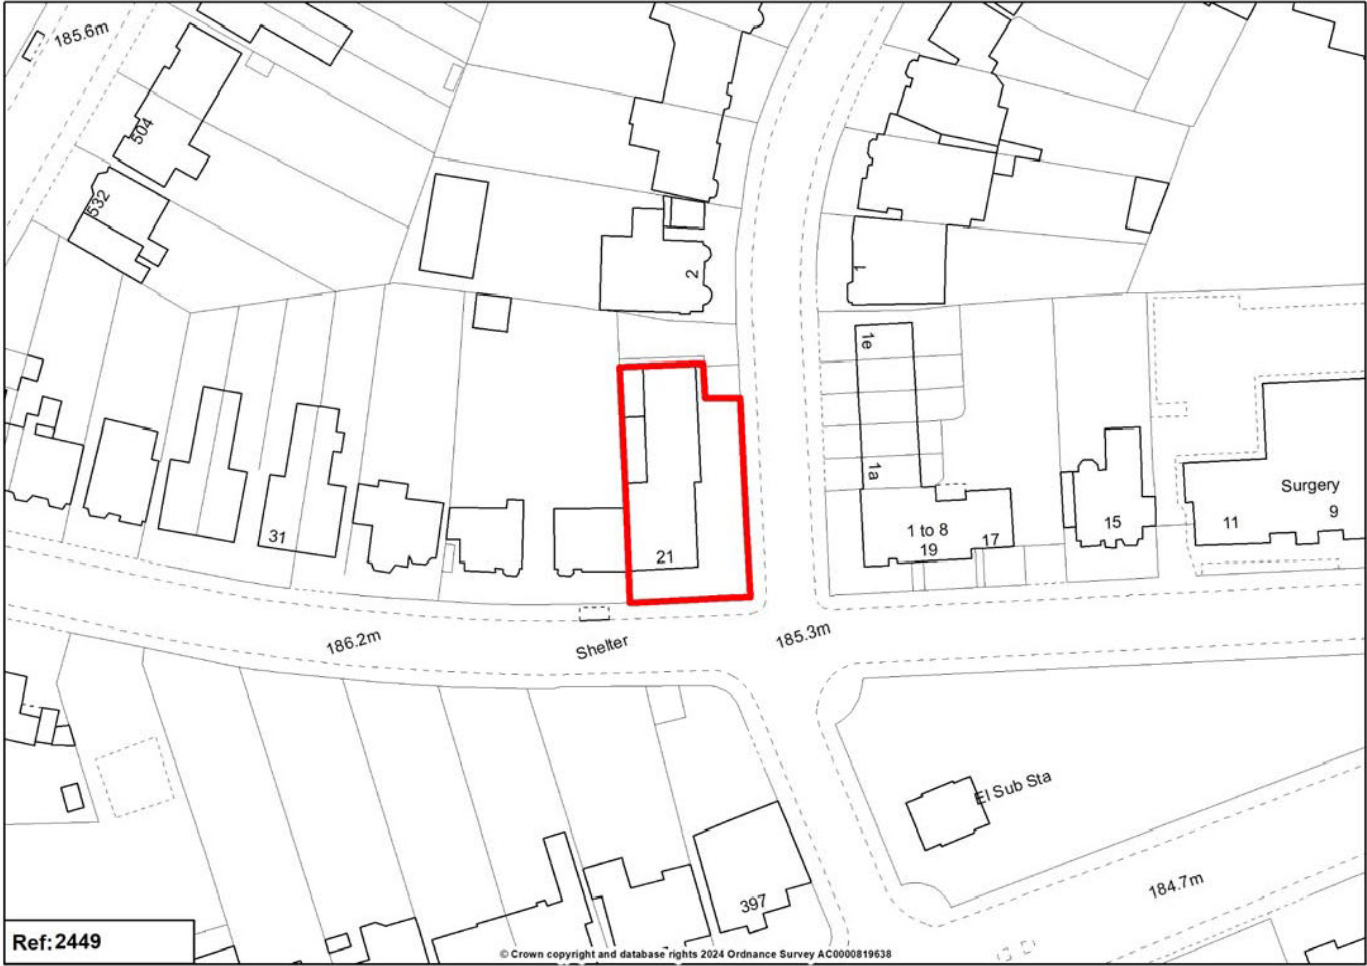 185.6m
504
532
2
1
1e
1a
31
21
1 to 8
19
17
15
Surgery
11
9
186.2m
Shelter
185.3m
El Sub Sta
184.7m
397
Ref:2449
© Crown copyright and database rights 2024 Ordnance Survey AC0000819638